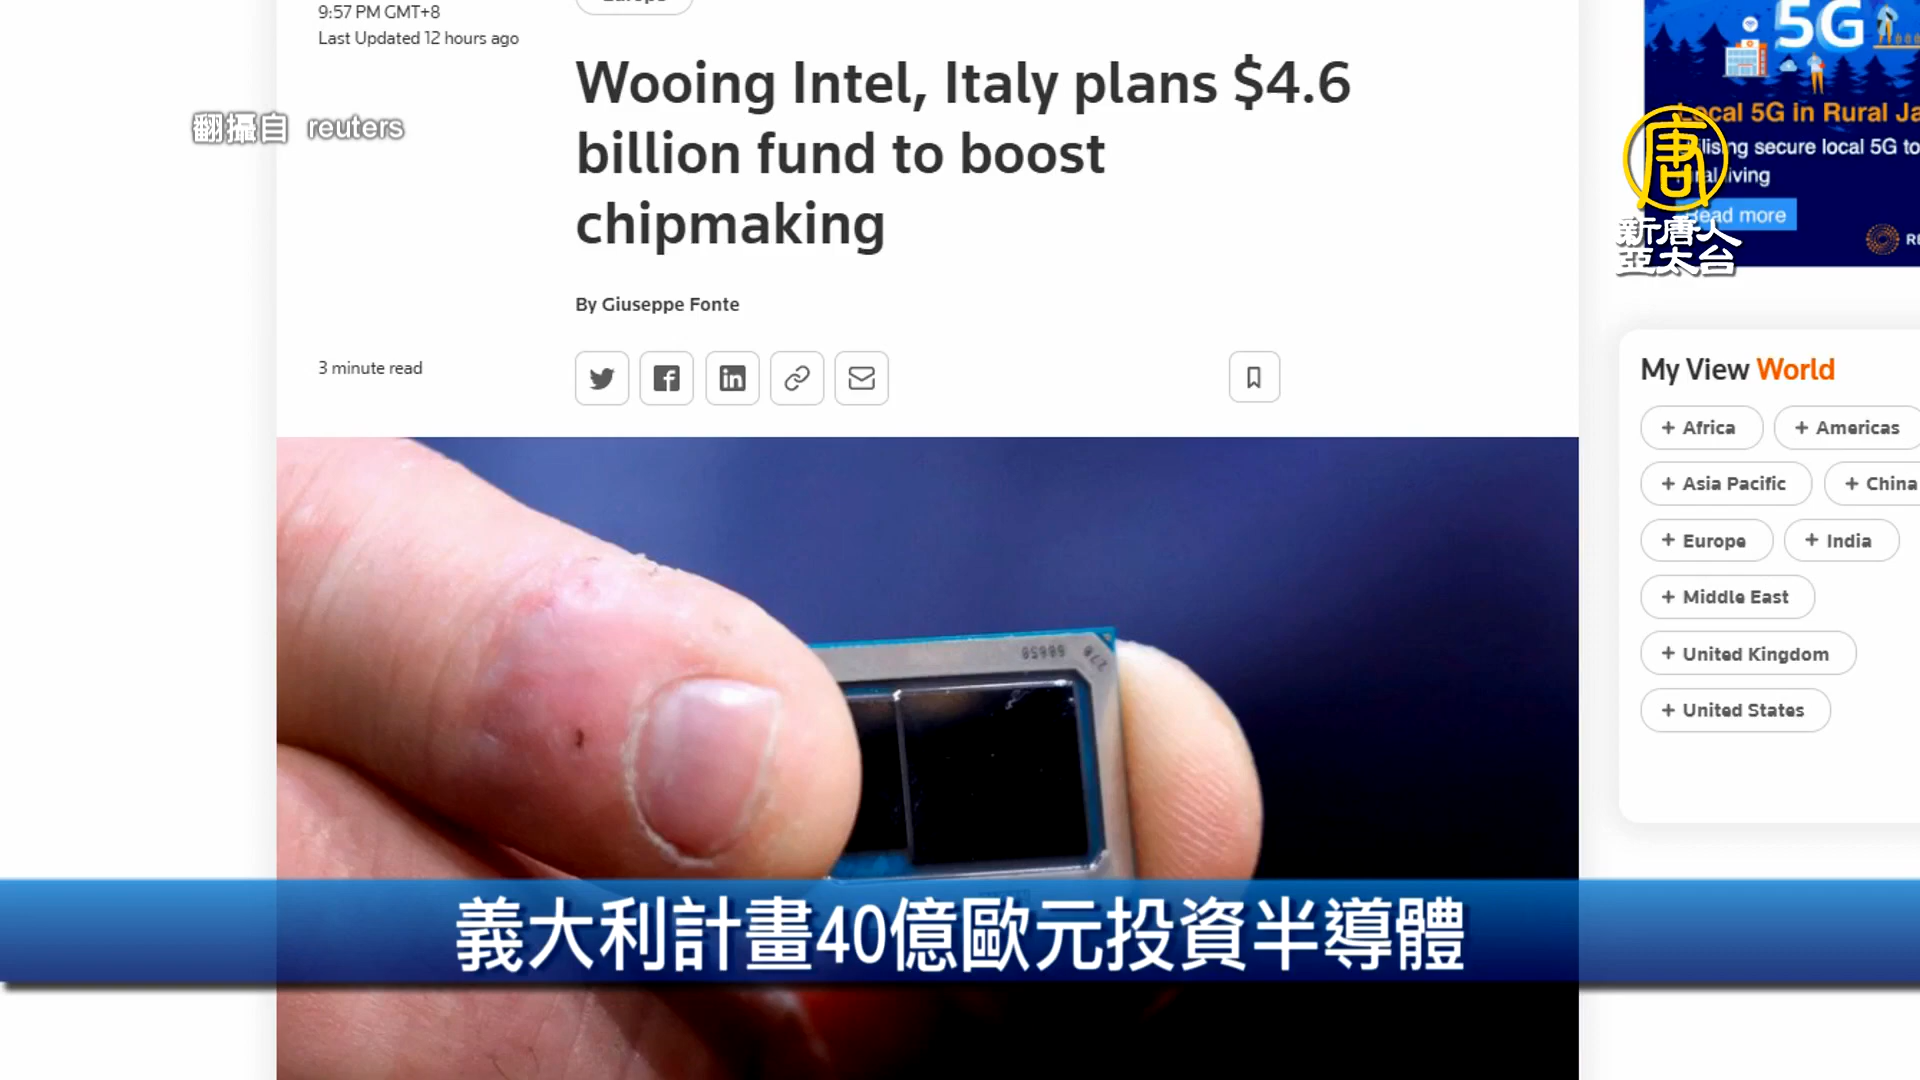 9:57 PM GMT+8
Last Updated 12 hours ago
Wooing Intel, Italy plans $4.6
billion fund to boost
chipmaking
翻攝自 reuters
By Giuseppe Fonte
3 minute read
5G
Local 5G in Rural Ja
secure local 5G to
living
Read more
新唐人
亞太台
唐
My View World
+ Africa
+ Americas
+ Asia Pacific
+ China
+ Europe
+ India
+ Middle East
+ United Kingdom
+ United States
義大利計畫40億歐元投資半導體